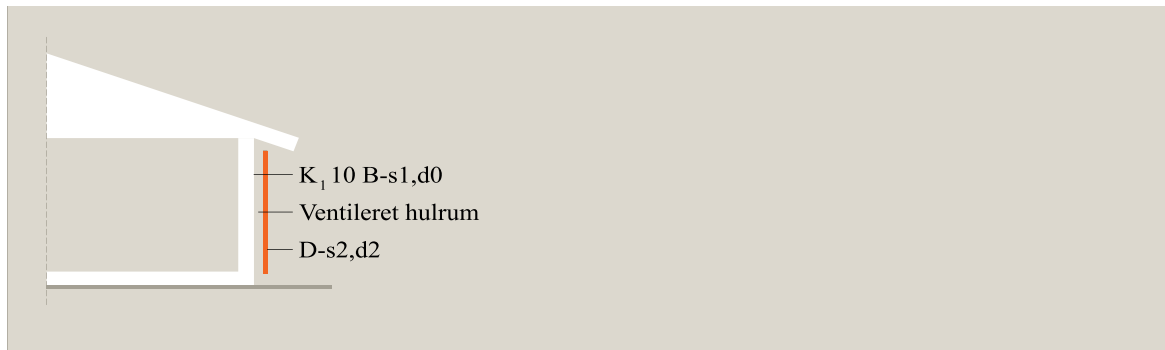 K₁ 10 B-s1,d0
Ventileret hulrum
D-s2,d2